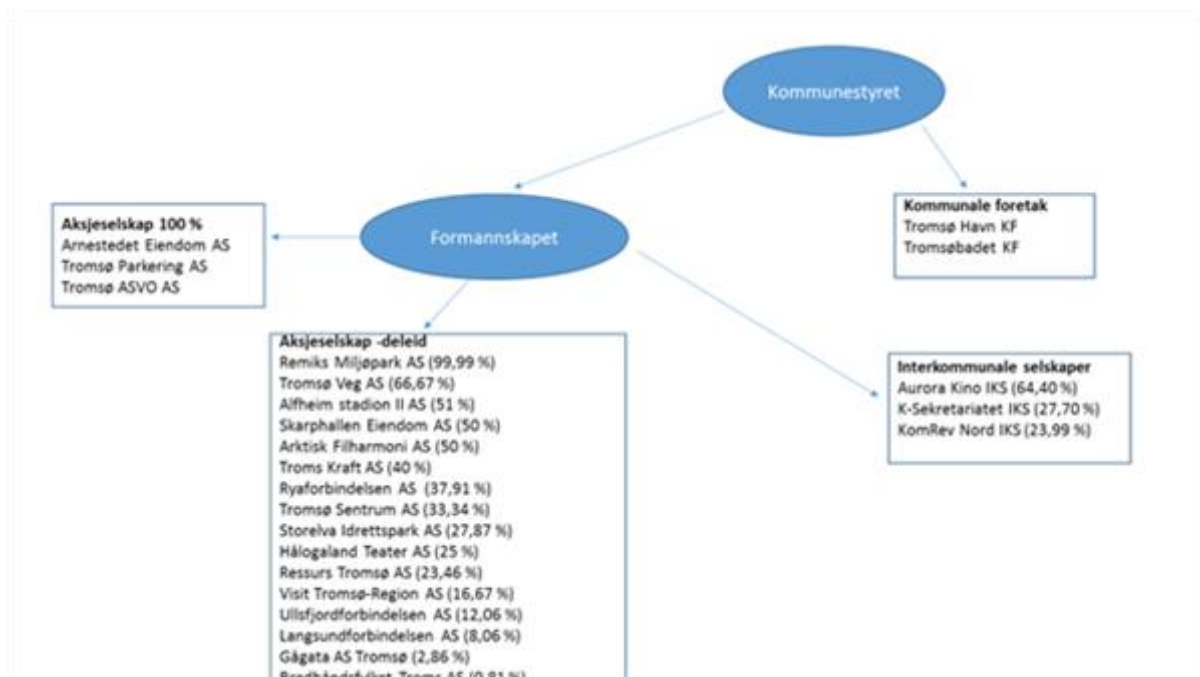 Kommunestyret
Formannskapet
Kommunale foretak
Tromsø Havn KF
Tromsøbadet KF
Aksjeselskap 100 %
Arnestedet Eiendom AS
Tromsø Parkering AS
Tromsø ASVO AS
Aksjeselskap -deleid
Remiks Miljøpark AS (99,99 %)
Tromsø Veg AS (66,67 %)
Alfheim stadion II AS (51 %)
Skarphallen Eiendom AS (50 %)
Arktisk Filharmoni AS (50 %)
Troms Kraft AS (40 %)
Ryaforbindelsen AS (37,91 %)
Tromsø Sentrum AS (33,34 %)
Storelva Idrettspark AS (27,87 %)
Hålogaland Teater AS (25 %)
Ressurs Tromsø AS (23,46 %)
Visit Tromsø-Region AS (16,67 %)
Ullsfjordforbindelsen AS (12,06 %)
Langsundforbindelsen AS (8,06 %)
Gågata AS Tromsø (2,86 %)
Bredbåndsfylket Troms AS (0,81 %)
Interkommunale selskaper
Aurora Kino IKS (64,40 %)
K-Sekretariatet IKS (27,70 %)
KomRev Nord IKS (23,99 %)